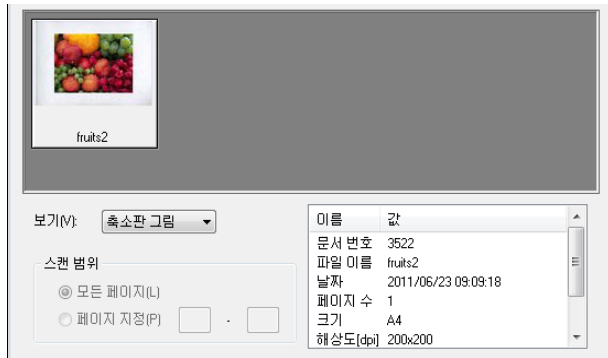 fruits2
보기(V): 축소판 그림
스캔 범위
모든 페이지(L)
페이지 지정(P) -
이름 값
문서 번호 3522
파일 이름 fruits2
날짜 2011/06/23 09:09:18
페이지 수 1
크기 A4
해상도[dpi] 200x200